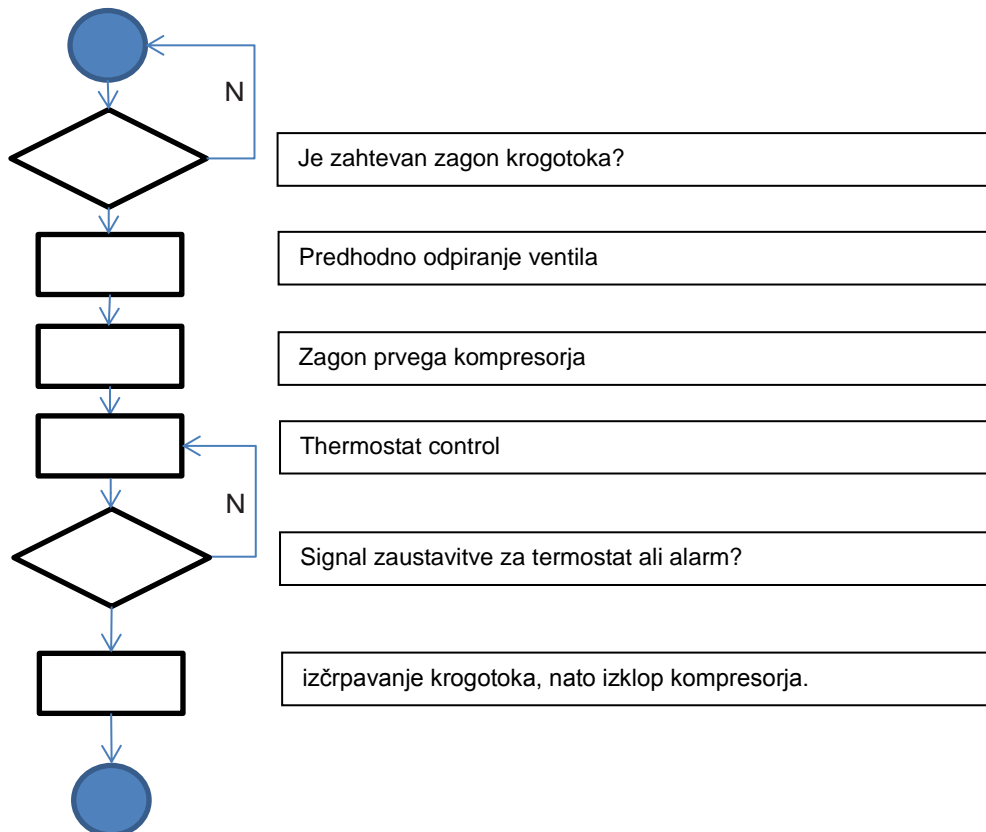 N
Je zahtevan zagon krogotoka?
Predhodno odpiranje ventila
Zagon prvega kompresorja
Thermostat control
N
Signal zaustavitve za termostat ali alarm?
izčrpavanje krogotoka, nato izklop kompresorja.